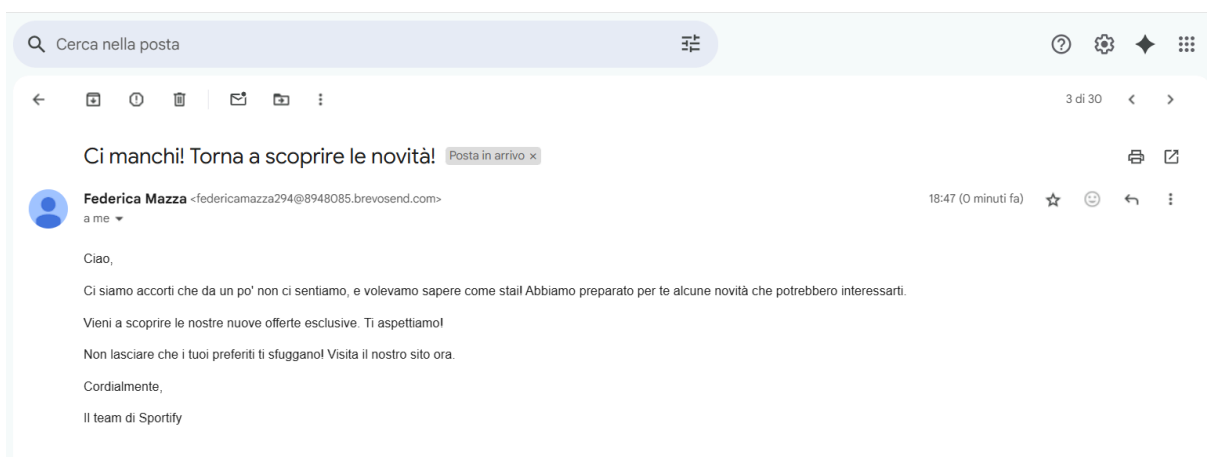 Cerca nella posta
3 di 30
Ci manchi! Torna a scoprire le novità! Posta in arrivo ×
Federica Mazza <federicamazza294@8948085.brevosend.com> 18:47 (0 minuti fa)
a me
Ciao,
Ci siamo accorti che da un po' non ci sentiamo, e volevamo sapere come stai! Abbiamo preparato per te alcune novità che potrebbero interessarti.
Vieni a scoprire le nostre nuove offerte esclusive. Ti aspettiamo!
Non lasciare che i tuoi preferiti ti sfuggano! Visita il nostro sito ora.
Cordialmente,
Il team di Sportify